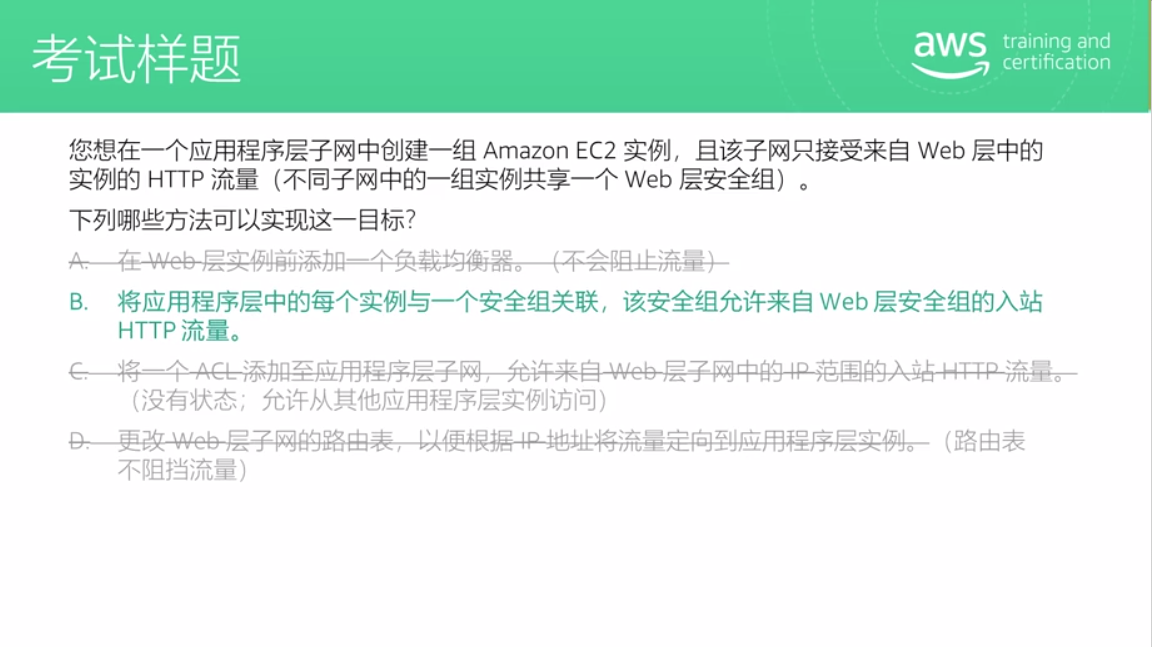 考试样题
aws training and
certification
您想在一个应用程序层子网中创建一组 Amazon EC2 实例，且该子网只接受来自 Web 层中的
实例的 HTTP 流量（不同子网中的一组实例共享一个 Web 层安全组）。
下列哪些方法可以实现这一目标？
A. 在 Web 层实例前添加一个负载均衡器。（不会阻止流量）
B. 将应用程序层中的每个实例与一个安全组关联，该安全组允许来自 Web 层安全组的入站
HTTP 流量。
C. 将一个 ACL 添加至应用程序层子网，允许来自 Web 层子网中的 IP 范围的入站 HTTP 流量。
（没有状态；允许从其他应用程序层实例访问）
D. 更改 Web 层子网的路由表，以便根据 IP 地址将流量定向到应用程序层实例。（路由表
不阻挡流量）